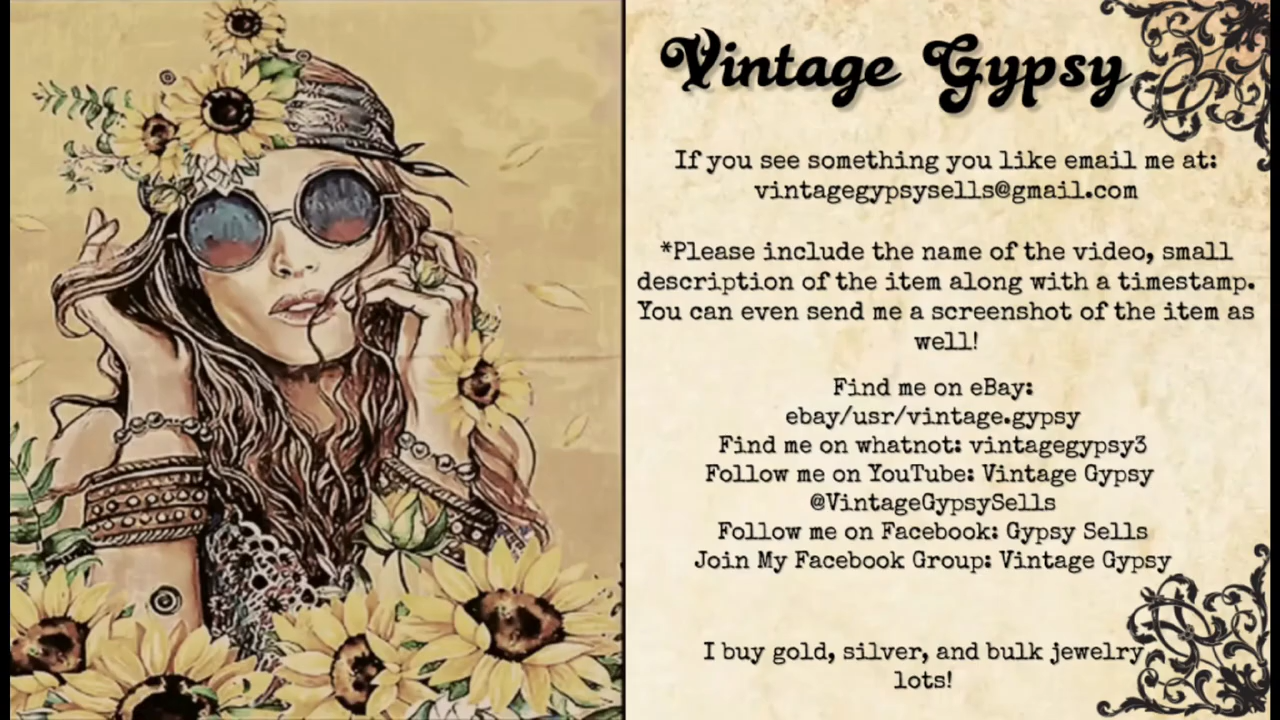 Vintage Gypsy
If you see something you like email me at:
vintagegypsysells@gmail.com
*Please include the name of the video, small
description of the item along with a timestamp.
You can even send me a screenshot of the item as
well!
Find me on eBay:
ebay/usr/vintage.gypsy
Find me on whatnot: vintagegypsy3
Follow me on YouTube: Vintage Gypsy
@VintageGypsySells
Follow me on Facebook: Gypsy Sells
Join My Facebook Group: Vintage Gypsy
I buy gold, silver, and bulk jewelry
lots!